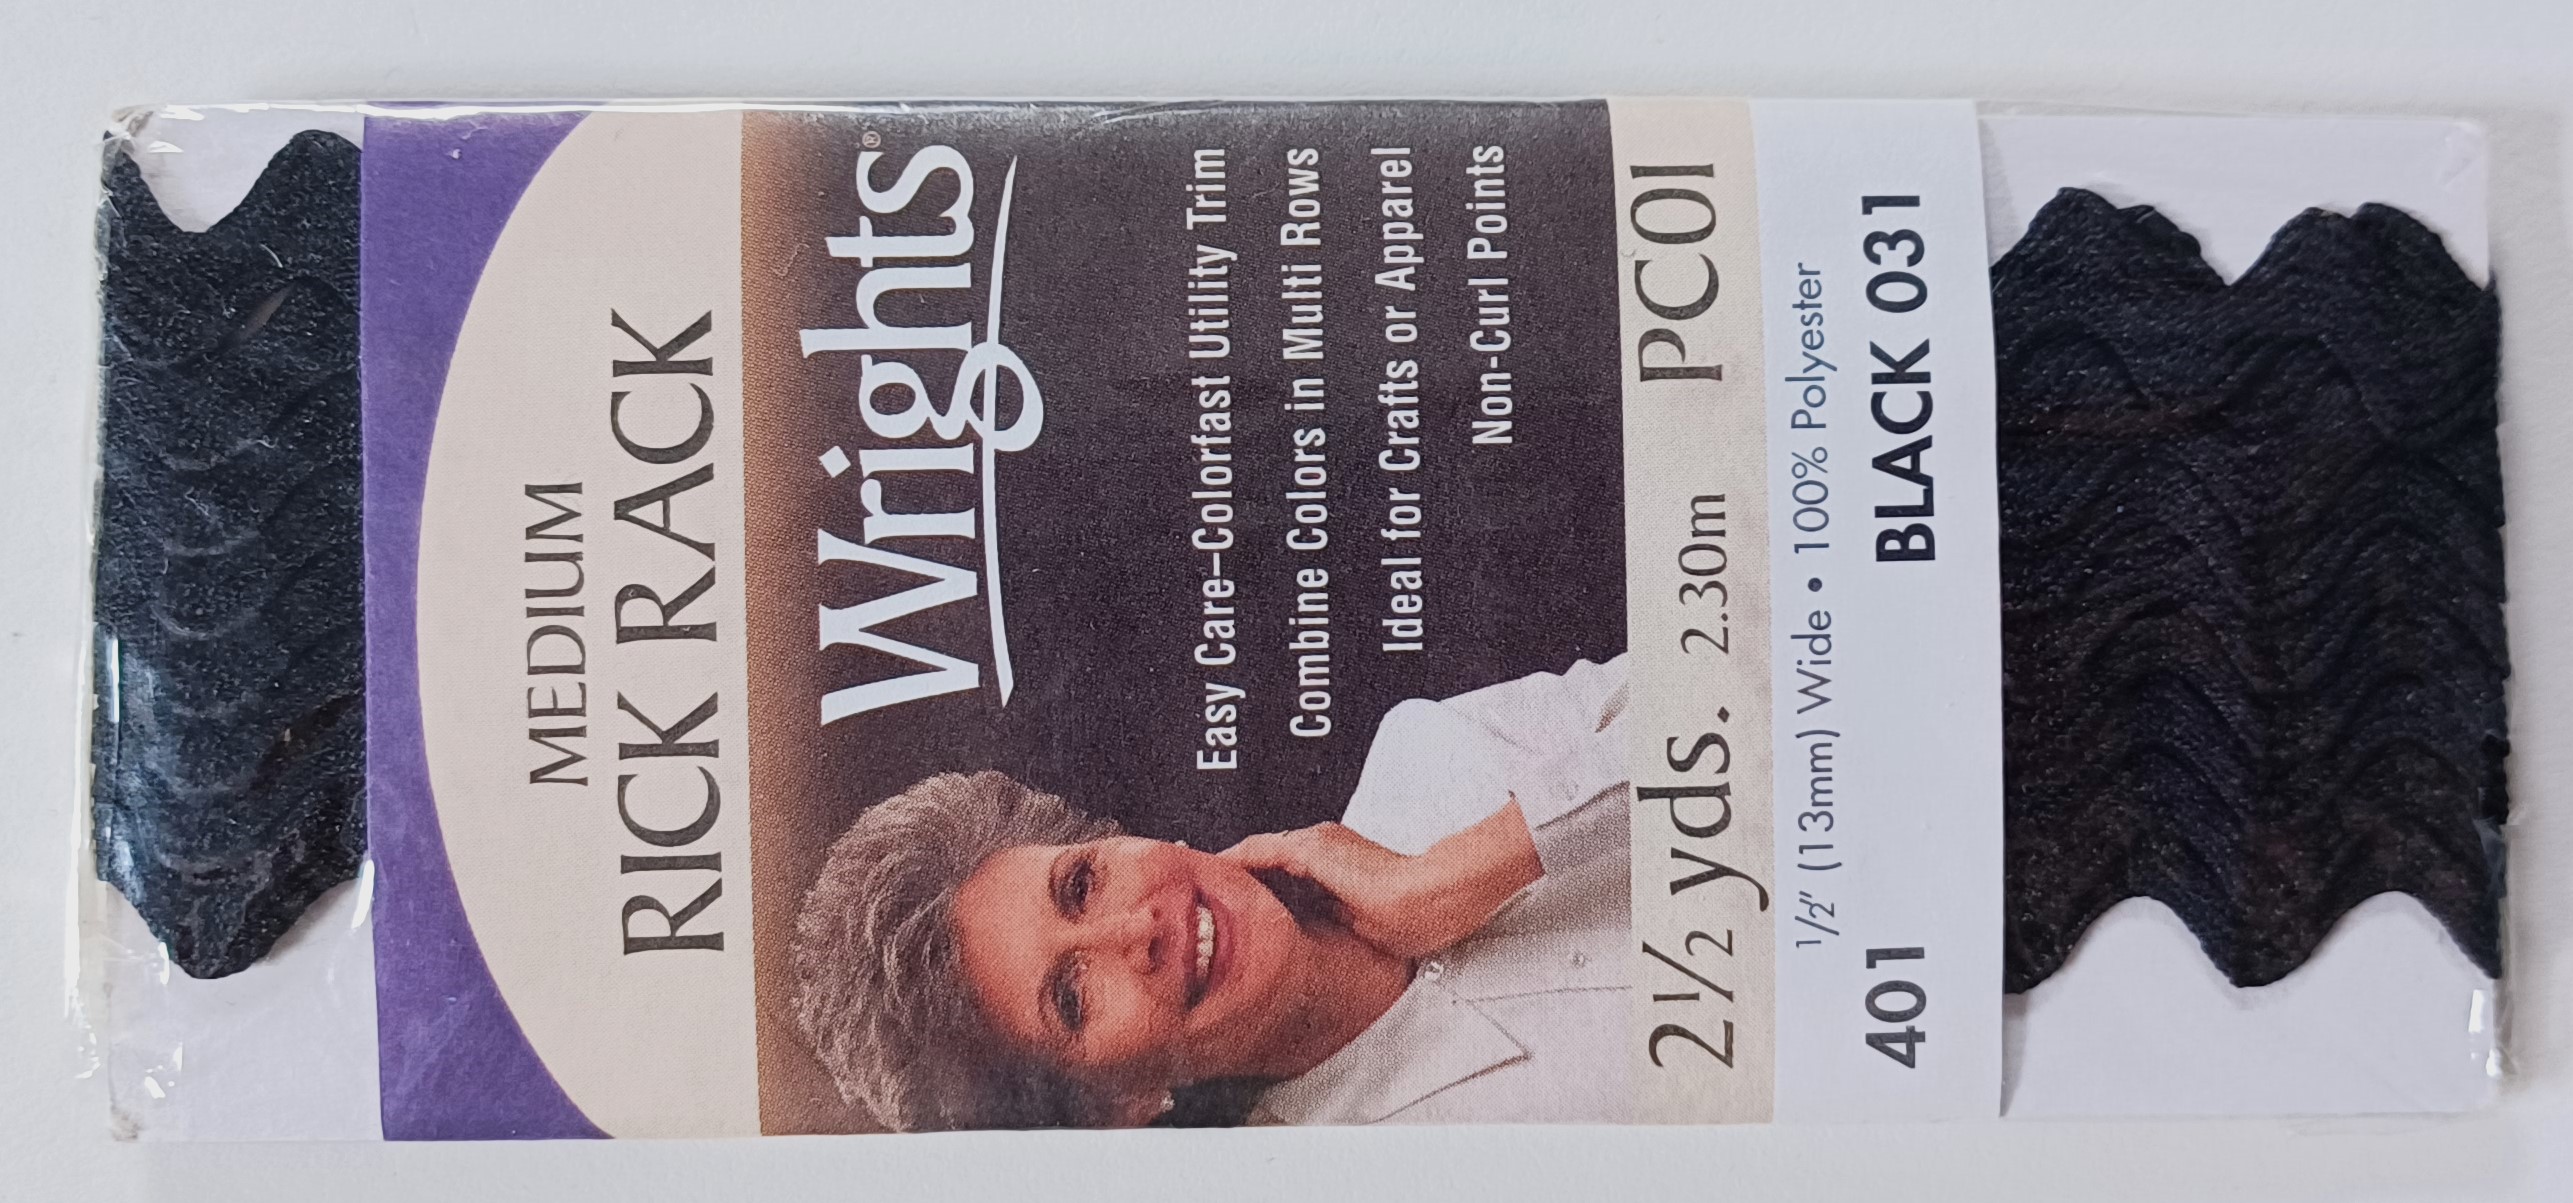 MEDIUM
RICK RACK
Wrights®
Easy Care–Colorfast Utility Trim
Combine Colors in Multi Rows
Ideal for Crafts or Apparel
Non-Curl Points
2½ yds. 2.30m PC01
½" (13mm) Wide • 100% Polyester
401 BLACK 031